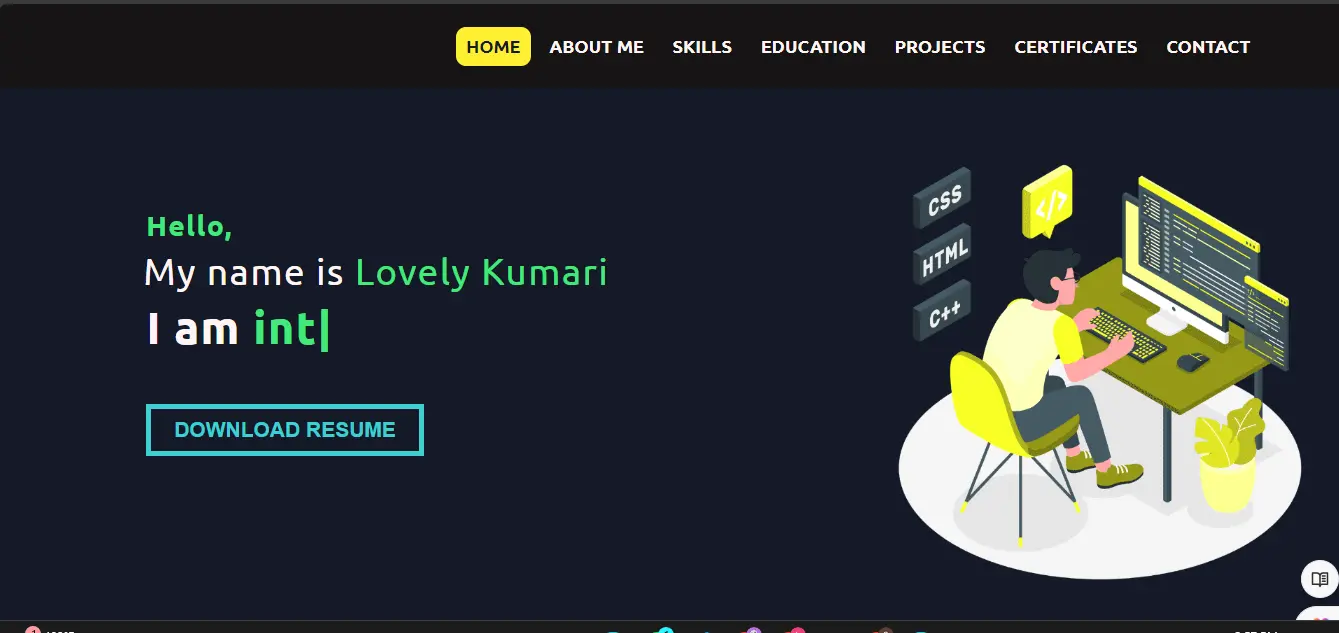 HOME ABOUT ME SKILLS EDUCATION PROJECTS CERTIFICATES CONTACT
Hello,
My name is Lovely Kumari
I am int|
DOWNLOAD RESUME
CSS
</>
HTML
C++